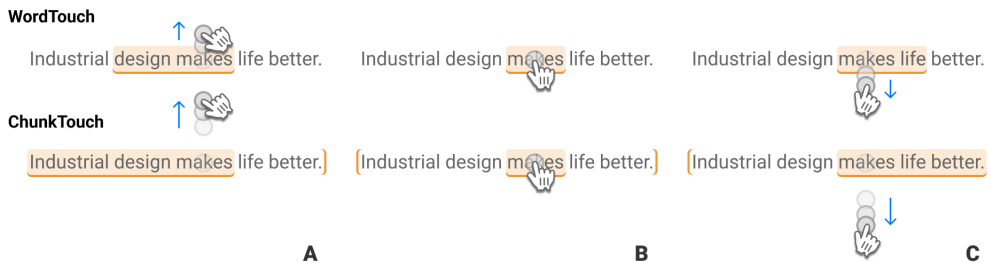 WordTouch
Industrial design makes life better.
Industrial design makes life better.
Industrial design makes life better.
ChunkTouch
Industrial design makes life better.
Industrial design makes life better.
Industrial design makes life better.
A
B
C